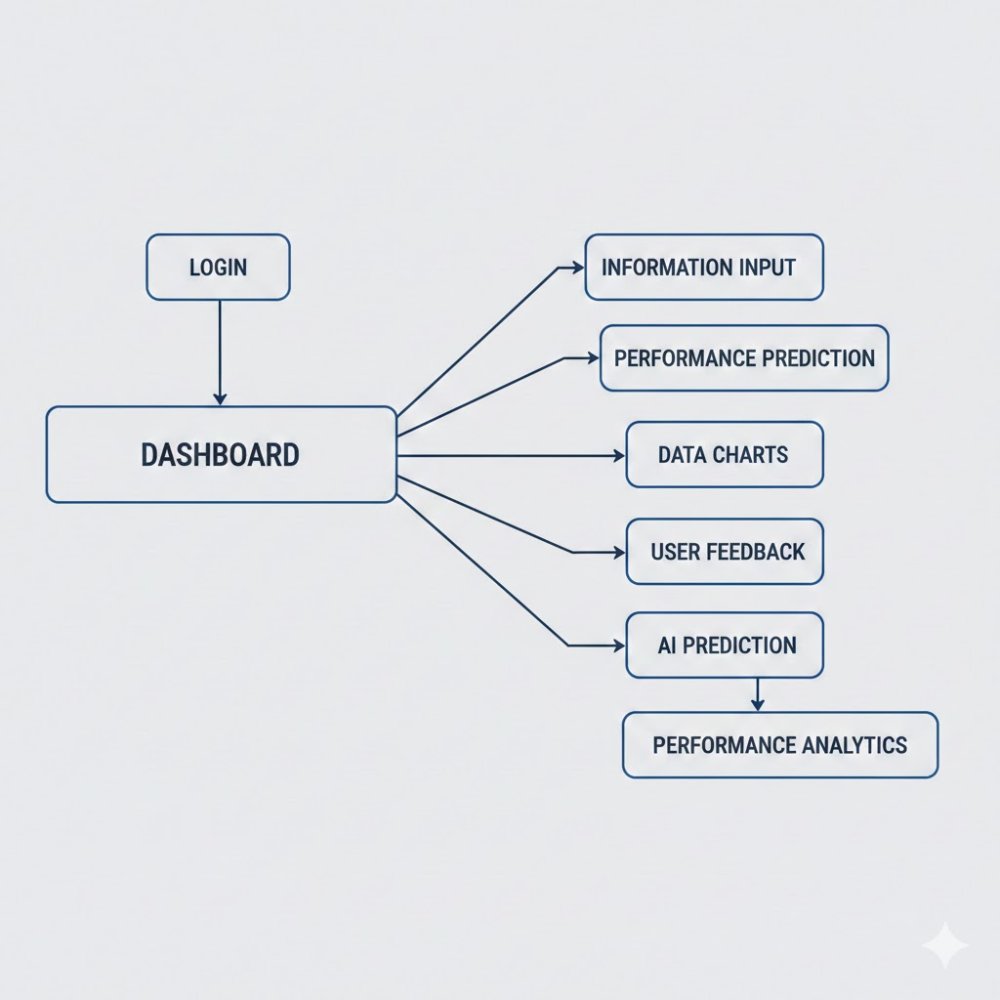 LOGIN
DASHBOARD
INFORMATION INPUT
PERFORMANCE PREDICTION
DATA CHARTS
USER FEEDBACK
AI PREDICTION
PERFORMANCE ANALYTICS